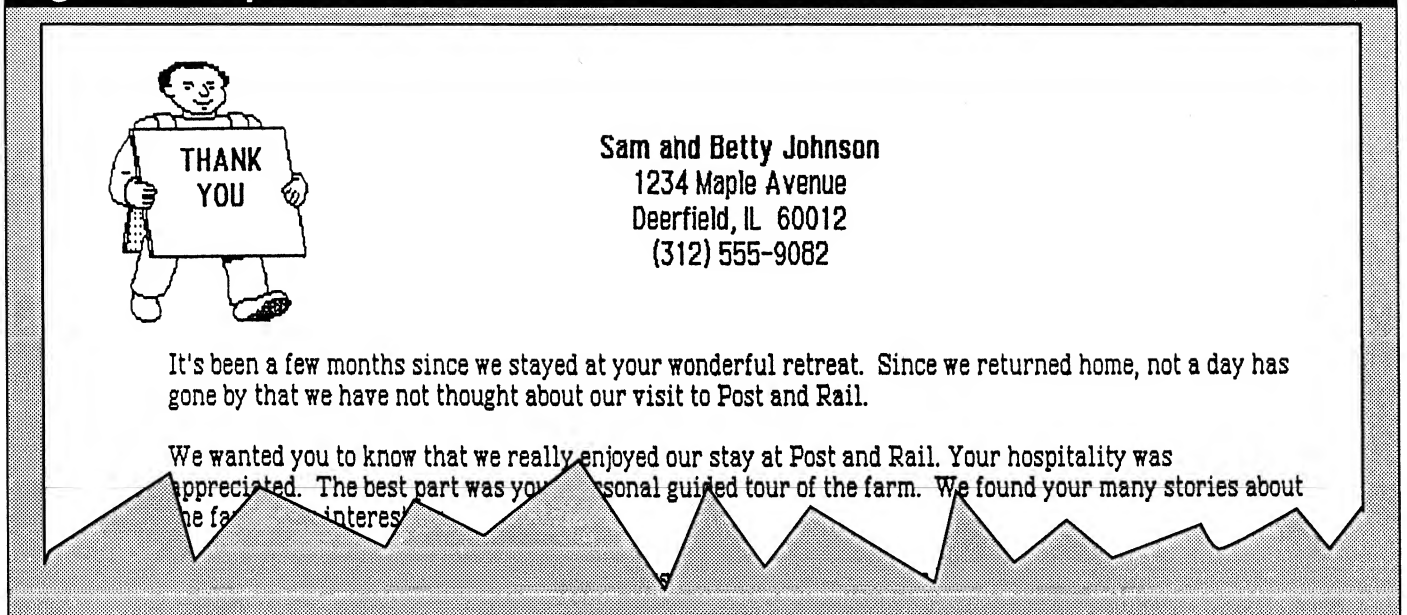 THANK
YOU
Sam and Betty Johnson
1234 Maple Avenue
Deerfield, IL 60012
(312) 555-9082
It's been a few months since we stayed at your wonderful retreat. Since we returned home, not a day has
gone by that we have not thought about our visit to Post and Rail.
We wanted you to know that we really enjoyed our stay at Post and Rail. Your hospitality was
appreciated. The best part was guided tour of the farm. We found your many stories about